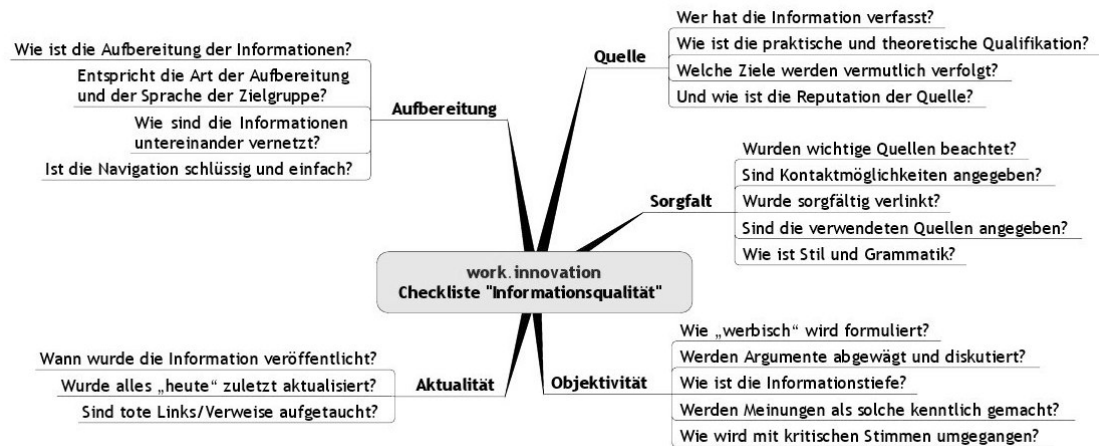 work.innovation
Checkliste "Informationsqualität"
Quelle
Wer hat die Information verfasst?
Wie ist die praktische und theoretische Qualifikation?
Welche Ziele werden vermutlich verfolgt?
Und wie ist die Reputation der Quelle?
Sorgfalt
Wurden wichtige Quellen beachtet?
Sind Kontaktmöglichkeiten angegeben?
Wurde sorgfältig verlinkt?
Sind die verwendeten Quellen angegeben?
Wie ist Stil und Grammatik?
Objektivität
Wie „werbisch“ wird formuliert?
Werden Argumente abgewägt und diskutiert?
Wie ist die Informationstiefe?
Werden Meinungen als solche kenntlich gemacht?
Wie wird mit kritischen Stimmen umgegangen?
Aktualität
Wann wurde die Information veröffentlicht?
Wurde alles „heute“ zuletzt aktualisiert?
Sind tote Links/Verweise aufgetaucht?
Aufbereitung
Wie ist die Aufbereitung der Informationen?
Entspricht die Art der Aufbereitung
und der Sprache der Zielgruppe?
Wie sind die Informationen
untereinander vernetzt?
Ist die Navigation schlüssig und einfach?